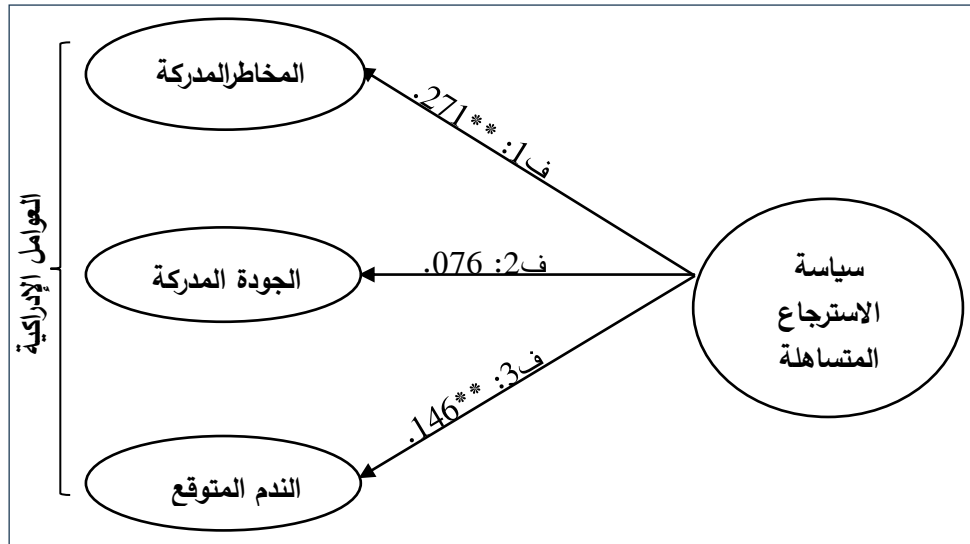 العوامل الإدراكية
المخاطرالمدركة
ف1: **271.
سياسة
الاسترجاع
المتساهلة
الجودة المدركة
ف2: 076.
ف3: **146.
الندم المتوقع